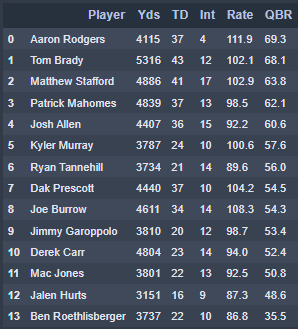 Player Yds TD Int Rate QBR
0 Aaron Rodgers 4115 37 4 111.9 69.3
1 Tom Brady 5316 43 12 102.1 68.1
2 Matthew Stafford 4886 41 17 102.9 63.8
3 Patrick Mahomes 4839 37 13 98.5 62.1
4 Josh Allen 4407 36 15 92.2 60.6
5 Kyler Murray 3787 24 10 100.6 57.6
6 Ryan Tannehill 3734 21 14 89.6 56.0
7 Dak Prescott 4440 37 10 104.2 54.5
8 Joe Burrow 4611 34 14 108.3 54.3
9 Jimmy Garoppolo 3810 20 12 98.7 53.4
10 Derek Carr 4804 23 14 94.0 52.4
11 Mac Jones 3801 22 13 92.5 50.8
12 Jalen Hurts 3151 16 9 87.3 48.6
13 Ben Roethlisberger 3737 22 10 86.8 35.5